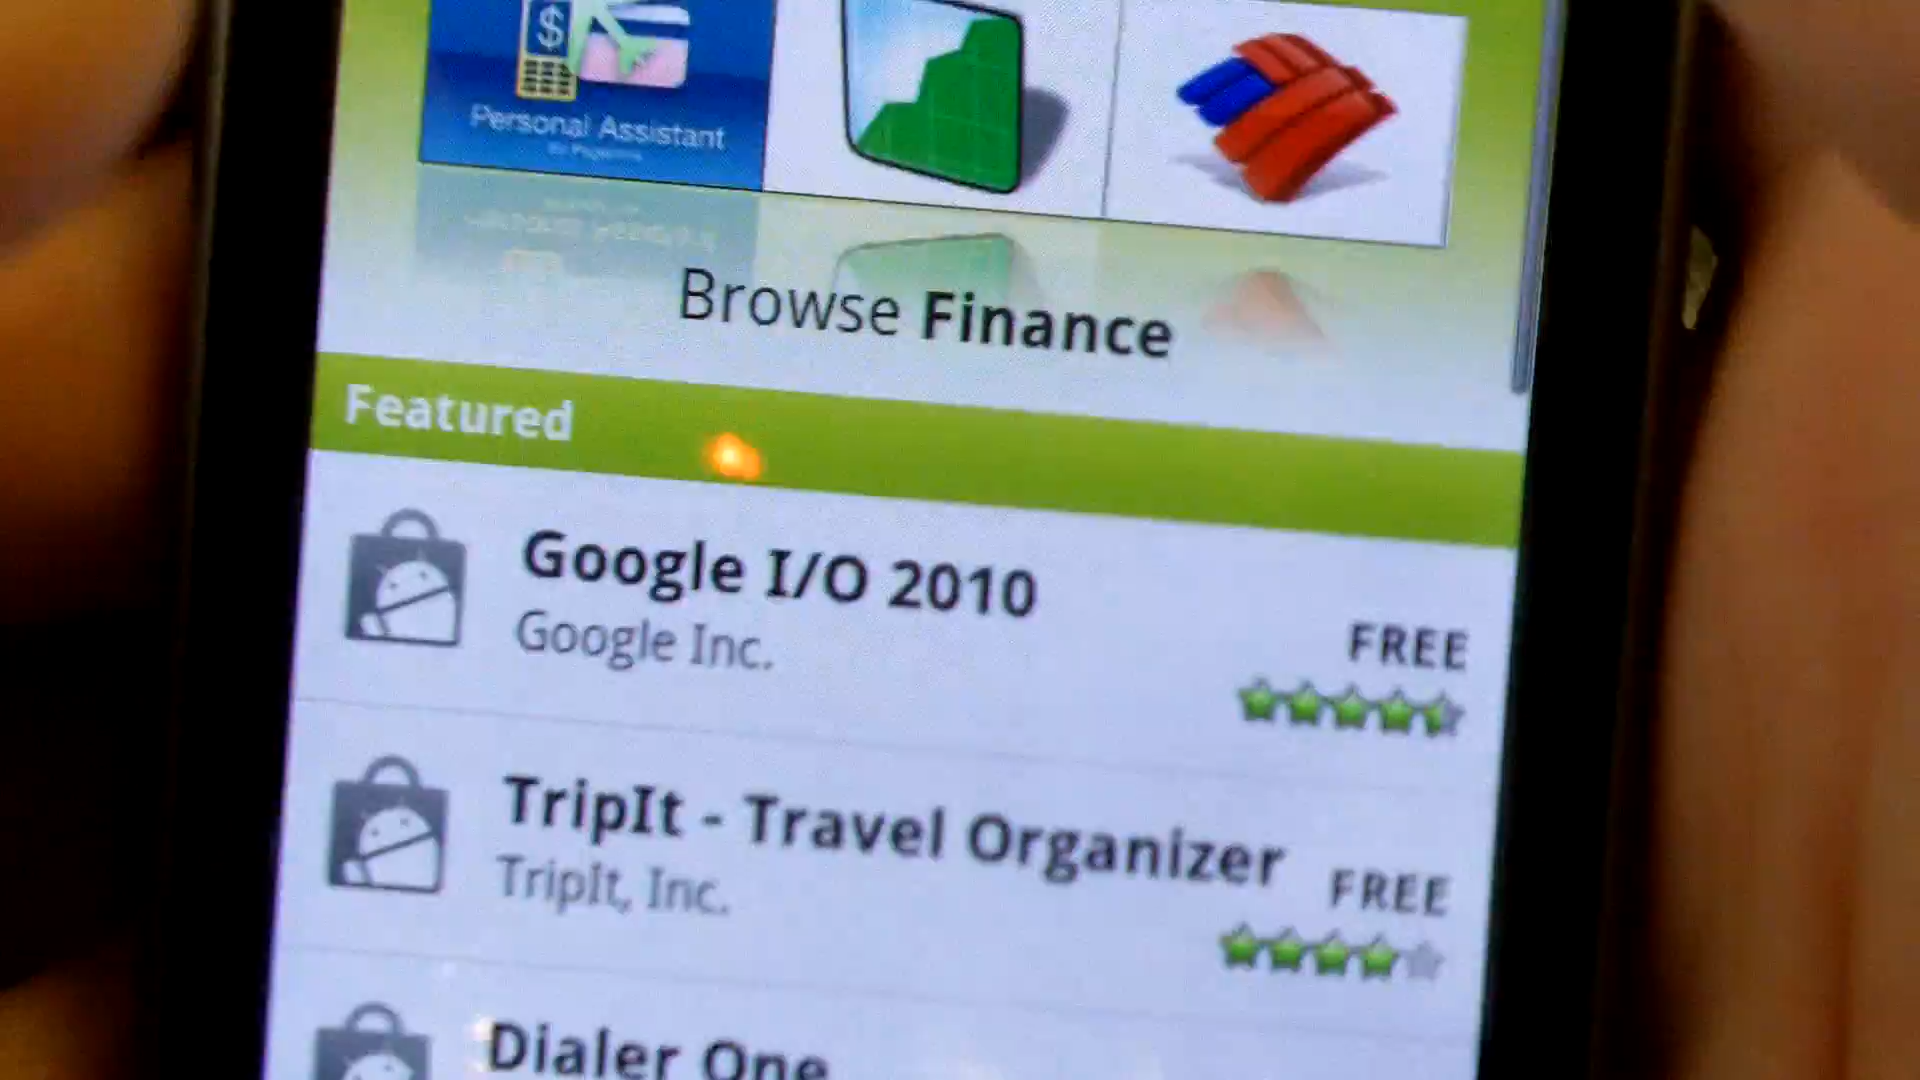 $
Personal Assistant
Browse Finance
Featured
Google I/O 2010
Google Inc.
FREE
TripIt - Travel Organizer
TripIt, Inc.
FREE
Dialer One